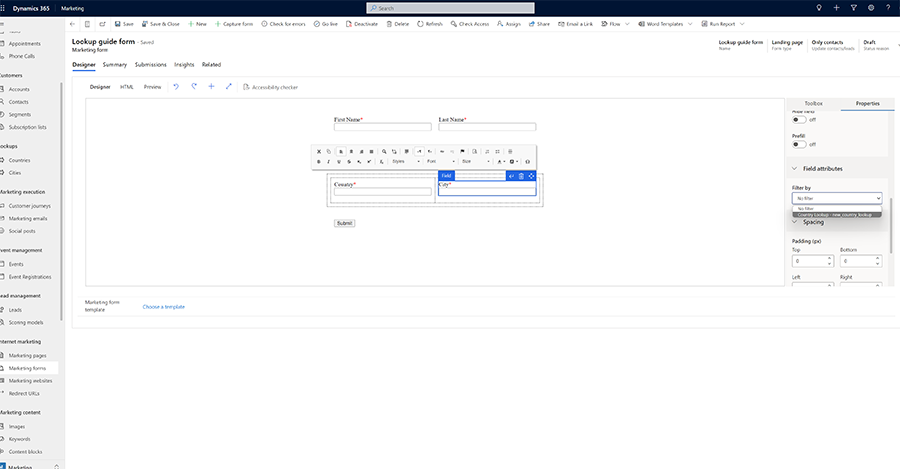 Dynamics 365 Marketing Search
Save Save & Close New Capture form Check for errors Go live Deactivate Delete Refresh Check Access Assign Share Email a Link Flow Word Templates Run Report
Appointments
Phone Calls
Customers
Accounts
Contacts
Segments
Subscription lists
Lookups
Countries
Cities
Marketing execution
Customer journeys
Marketing emails
Social posts
Event management
Events
Event Registrations
Lead management
Leads
Scoring models
Internet marketing
Marketing pages
Marketing forms
Marketing websites
Redirect URLs
Marketing content
Images
Keywords
Content blocks
Marketing
Lookup guide form - Saved
Marketing form
Lookup guide form
Name
Landing page
Form type
Only contacts
Update contacts/leads
Draft
Status reason
Designer Summary Submissions Insights Related
Designer HTML Preview Accessibility checker
First Name* Last Name*
B I U S Styles Font Size
Field
Country* City*
Submit
Toolbox Properties
off
Prefill
off
Field attributes
Filter by
No filter
No filter
Country Lookup - new_country_lookup
Spacing
Padding (px)
Top Bottom
0 0
Left Right
Marketing form
template
Choose a template